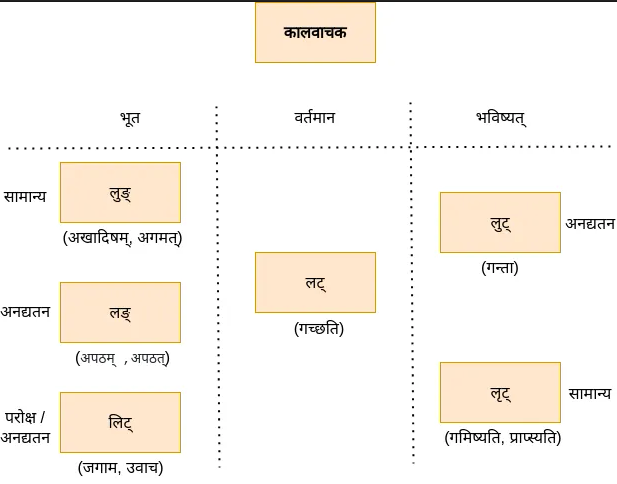 कालवाचक
भूत
वर्तमान
भविष्यत्
सामान्य
लुङ्
(अखादिषम्, अगमत्)
लुट्
अनद्यतन
(गन्ता)
अनद्यतन
लङ्
(अपठम् , अपठत्)
लट्
(गच्छति)
परोक्ष /
अनद्यतन
लिट्
(जगाम, उवाच)
लृट्
सामान्य
(गमिष्यति, प्राप्स्यति)